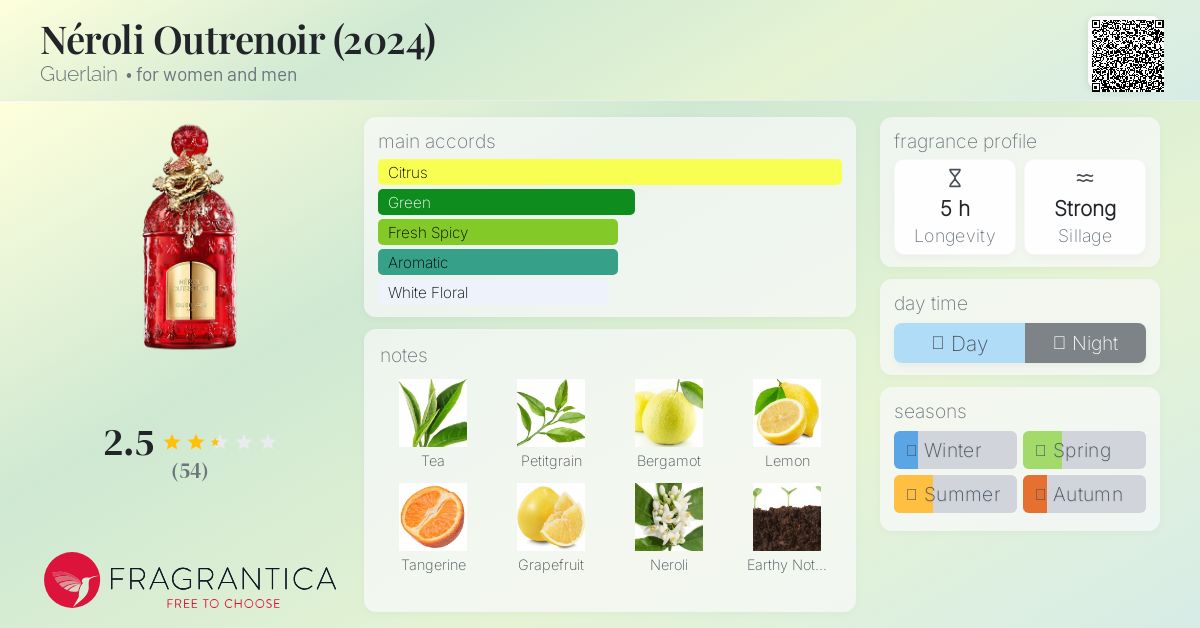 Néroli Outrenoir (2024)
Guerlain • for women and men
main accords
Citrus
Green
Fresh Spicy
Aromatic
White Floral
notes
Tea
Petitgrain
Bergamot
Lemon
Tangerine
Grapefruit
Neroli
Earthy Not...
2.5
(54)
FRAGRANTICA
FREE TO CHOOSE
fragrance profile
5 h
Strong
Longevity
Sillage
day time
Day
Night
seasons
Winter
Spring
Summer
Autumn